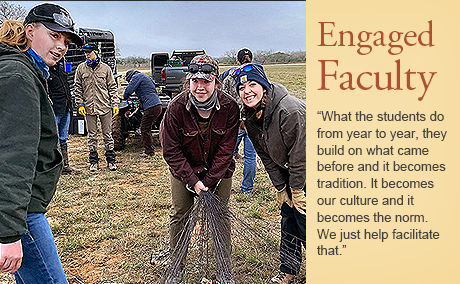 Engaged
Faculty
“What the students do
from year to year, they
build on what came
before and it becomes
tradition. It becomes
our culture and it
becomes the norm.
We just help facilitate
that.”